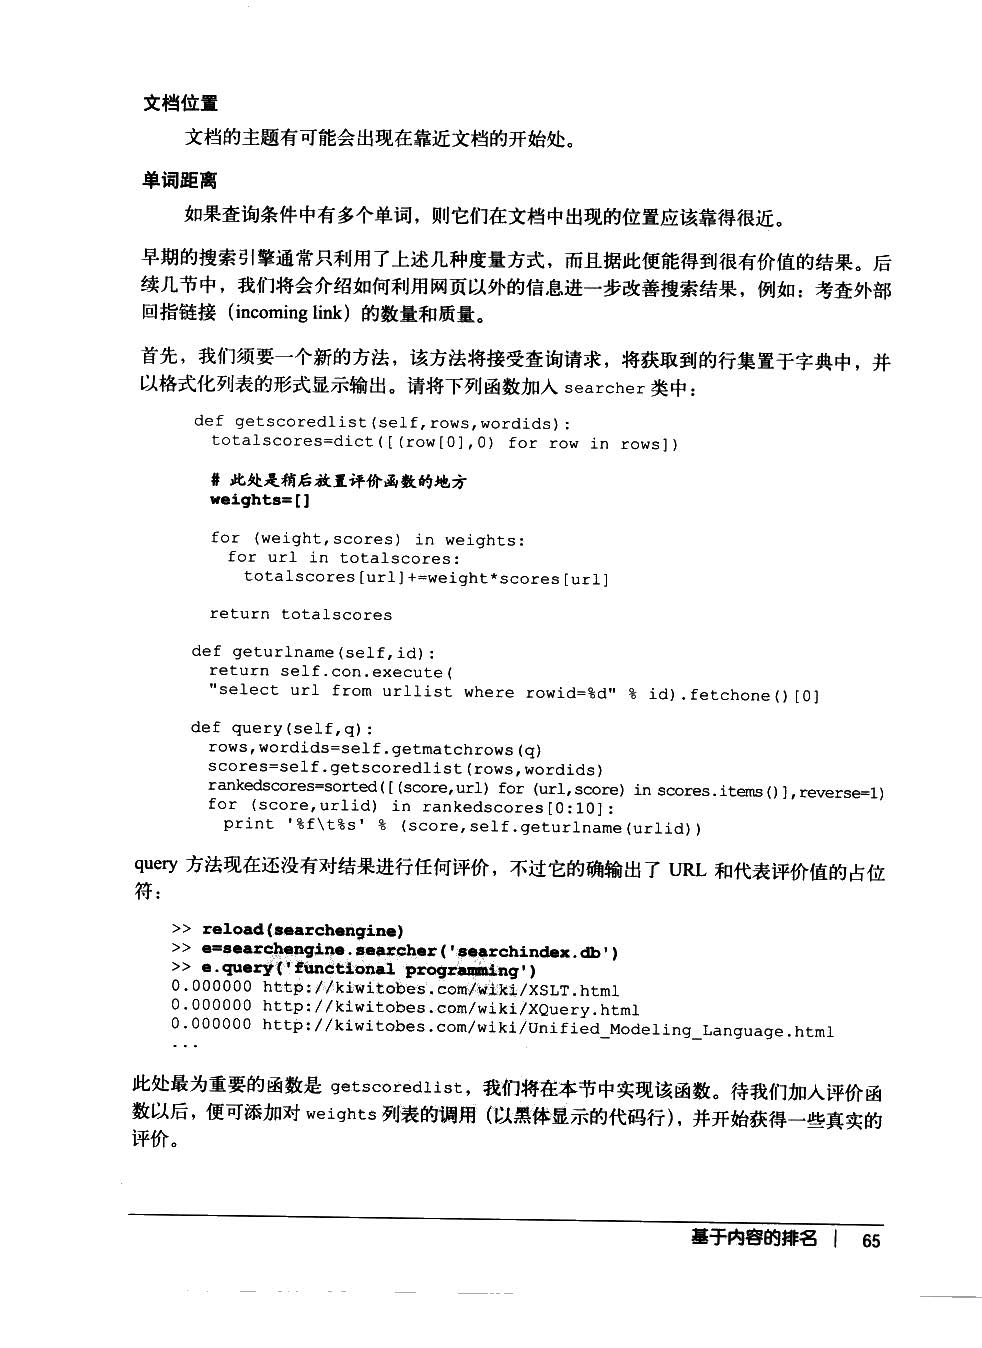 文档位置
文档的主题有可能会出现在靠近文档的开始处。
单词距离
如果查询条件中有多个单词，则它们在文档中出现的位置应该靠得很近。
早期的搜索引擎通常只利用了上述几种度量方式，而且据此便能得到很有价值的结果。后
续几节中，我们将会介绍如何利用网页以外的信息进一步改善搜索结果，例如：考查外部
回指链接（incoming link）的数量和质量。
首先，我们须要一个新的方法，该方法将接受查询请求，将获取到的行集置于字典中，并
以格式化列表的形式显示输出。请将下列函数加入 searcher 类中：
def getscoredlist(self,rows,wordids):
  totalscores=dict([(row[0],0) for row in rows])
  # 此处是稍后放置评价函数的地方
  weights=[]
  for (weight,scores) in weights:
    for url in totalscores:
      totalscores[url]+=weight*scores[url]
  return totalscores
def geturlname(self,id):
  return self.con.execute(
  "select url from urllist where rowid=%d" % id).fetchone()[0]
def query(self,q):
  rows,wordids=self.getmatchrows(q)
  scores=self.getscoredlist(rows,wordids)
  rankedscores=sorted([(score,url) for (url,score) in scores.items()],reverse=1)
  for (score,urlid) in rankedscores[0:10]:
    print '%f\t%s' % (score,self.geturlname(urlid))
query 方法现在还没有对结果进行任何评价，不过它的确输出了 URL 和代表评价值的占位
符：
>> reload(searchengine)
>> e=searchengine.searcher('searchindex.db')
>> e.query('functional programming')
0.000000 http://kiwitobes.com/wiki/XSLT.html
0.000000 http://kiwitobes.com/wiki/XQuery.html
0.000000 http://kiwitobes.com/wiki/Unified_Modeling_Language.html
...
此处最为重要的函数是 getscoredlist，我们将在本节中实现该函数。待我们加入评价函
数以后，便可添加对 weights 列表的调用（以黑体显示的代码行），并开始获得一些真实的
评价。
基于内容的排名 | 65